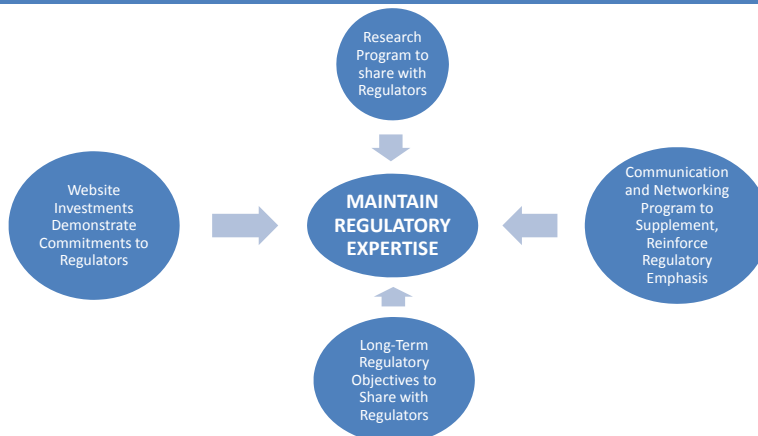 Research
Program to
share with
Regulators
Website
Investments
Demonstrate
Commitments to
Regulators
MAINTAIN
REGULATORY
EXPERTISE
Communication
and Networking
Program to
Supplement,
Reinforce
Regulatory
Emphasis
Long-Term
Regulatory
Objectives to
Share with
Regulators